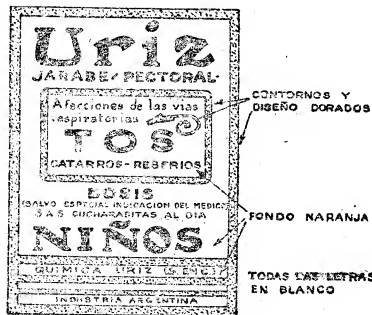 Uriz
JARABE PECTORAL
Afecciones de las vias
respiratorias
TOS
CATARROS-RESFRIOS
DOSIS
(SALVO ESPECIAL INDICACION DEL MEDICO)
3 A 5 CUCHARADITAS AL DIA
NIÑOS
QUIMICA URIZ (S.EN C.)
INDUSTRIA ARGENTINA
CONTORNOS Y
DISEÑO DORADOS
FONDO NARANJA
TODAS LAS LETRAS
EN BLANCO